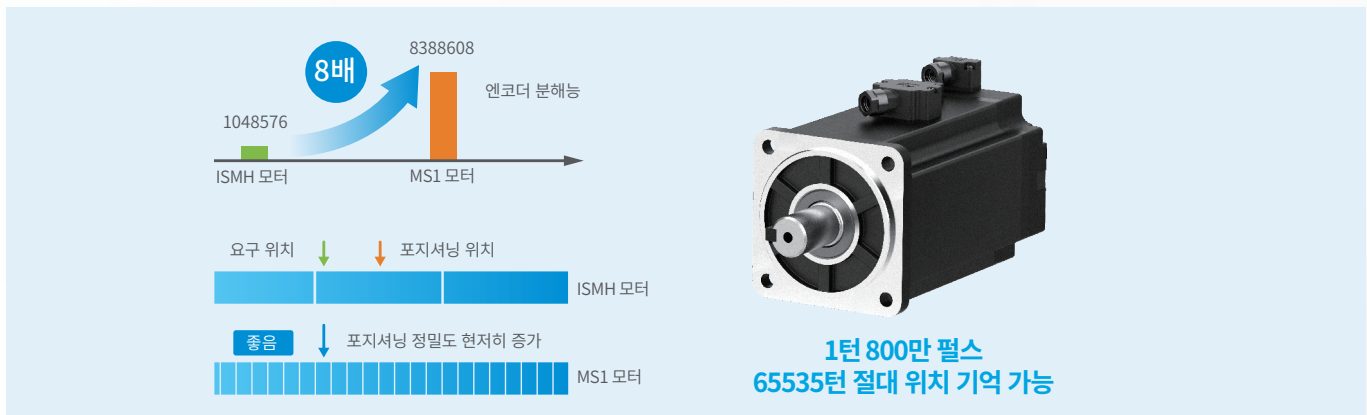 8배
8388608
엔코더 분해능
1048576
ISMH 모터
MS1 모터
요구 위치
포지셔닝 위치
ISMH 모터
좋음
포지셔닝 정밀도 현저히 증가
MS1 모터
1턴 800만 펄스
65535턴 절대 위치 기억 가능